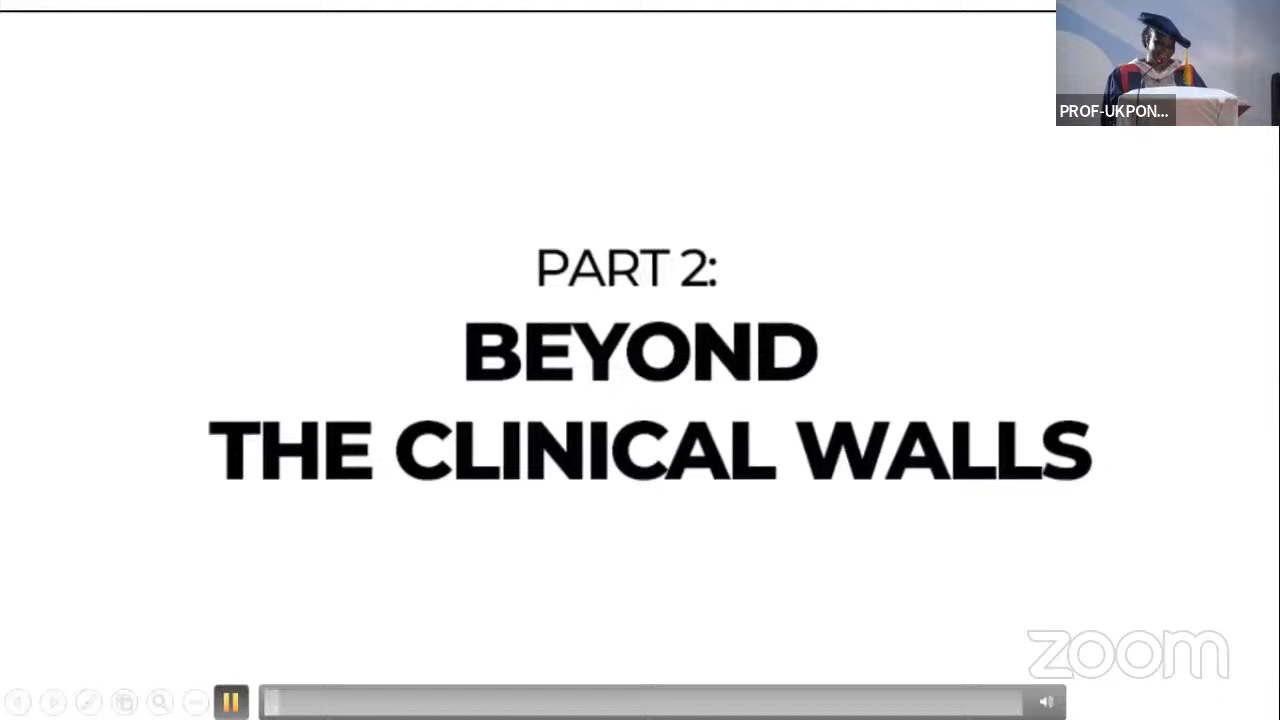 PROF-UKPON...
PART 2:
BEYOND
THE CLINICAL WALLS
zoom